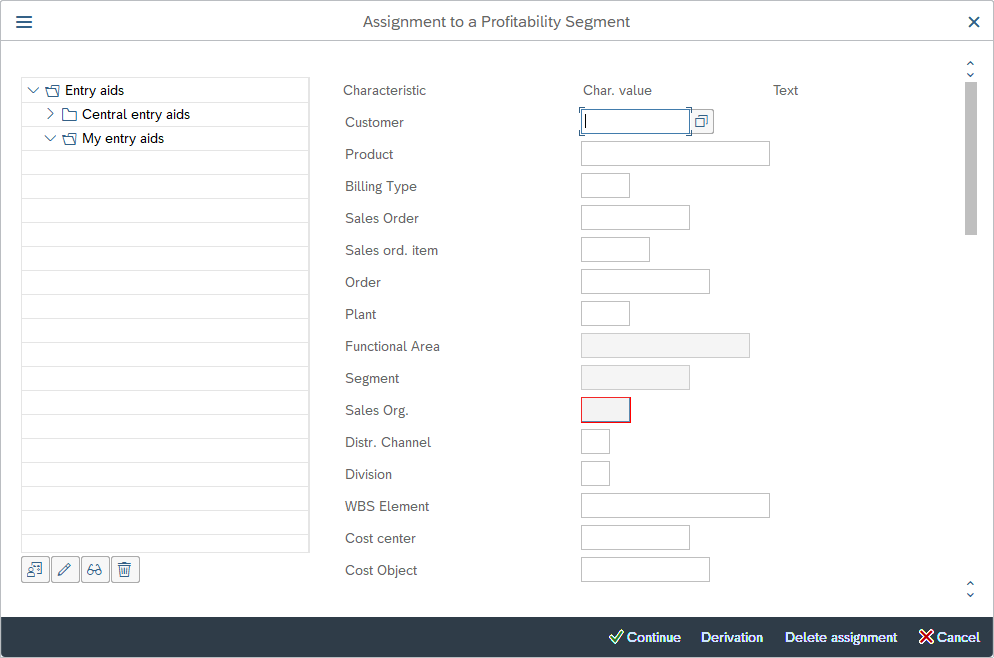 Assignment to a Profitability Segment
Entry aids
Central entry aids
My entry aids
Characteristic Char. value Text
Customer
Product
Billing Type
Sales Order
Sales ord. item
Order
Plant
Functional Area
Segment
Sales Org.
Distr. Channel
Division
WBS Element
Cost center
Cost Object
Continue Derivation Delete assignment Cancel